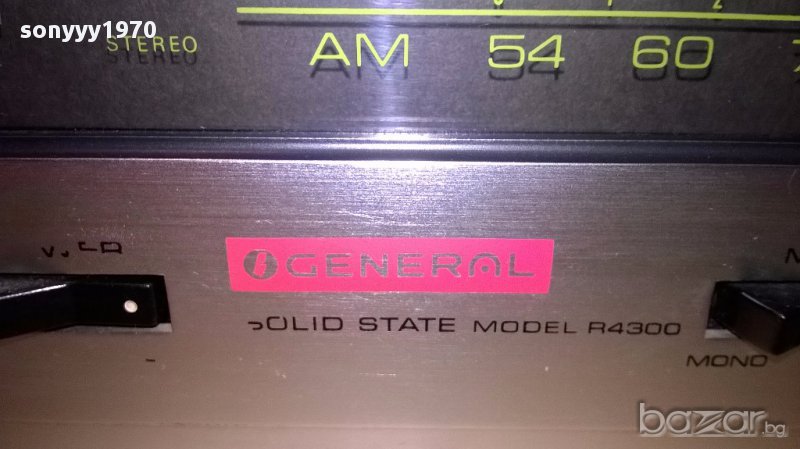 sonyyy1970
STEREO
AM 54 60
GENERAL
SOLID STATE MODEL R4300
MONO
bazar.bg